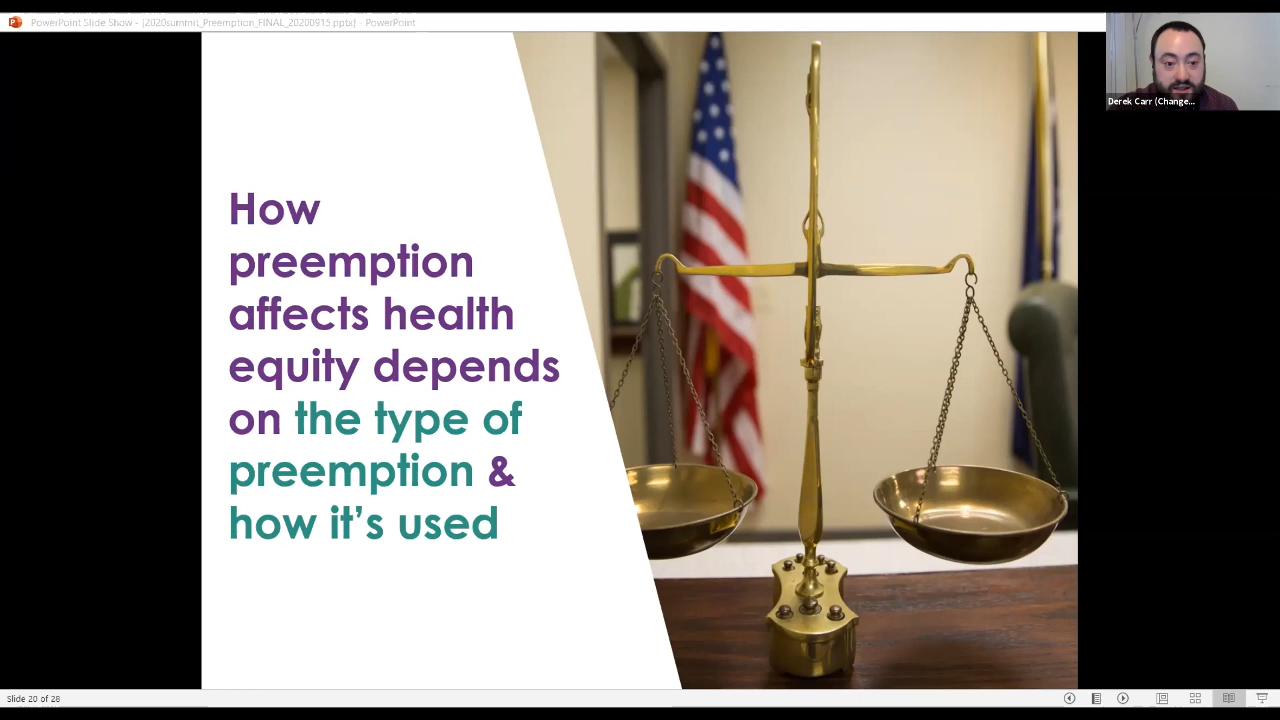 PowerPoint Slide Show - [2020summit_Preemption_FINAL_20200915.pptx] - PowerPoint
Derek Carr (Change...
How
preemption
affects health
equity depends
on the type of
preemption &
how it's used
Slide 20 of 28